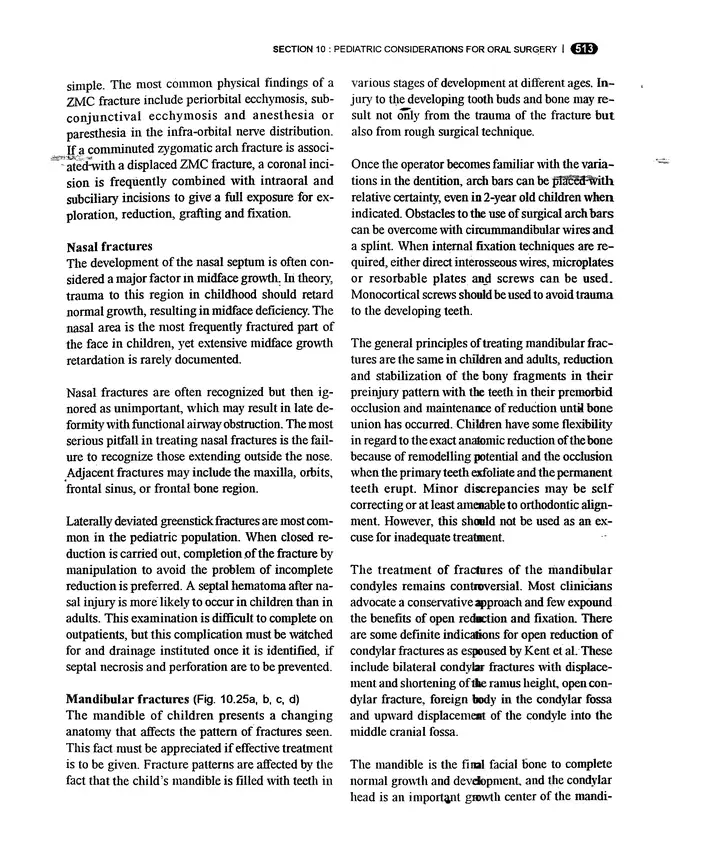 SECTION 10 : PEDIATRIC CONSIDERATIONS FOR ORAL SURGERY | 513
simple. The most common physical findings of a
ZMC fracture include periorbital ecchymosis, sub-
conjunctival ecchymosis and anesthesia or
paresthesia in the infra-orbital nerve distribution.
If a comminuted zygomatic arch fracture is associ-
ated with a displaced ZMC fracture, a coronal inci-
sion is frequently combined with intraoral and
subciliary incisions to give a full exposure for ex-
ploration, reduction, grafting and fixation.
Nasal fractures
The development of the nasal septum is often con-
sidered a major factor in midface growth. In theory,
trauma to this region in childhood should retard
normal growth, resulting in midface deficiency. The
nasal area is the most frequently fractured part of
the face in children, yet extensive midface growth
retardation is rarely documented.
Nasal fractures are often recognized but then ig-
nored as unimportant, which may result in late de-
formity with functional airway obstruction. The most
serious pitfall in treating nasal fractures is the fail-
ure to recognize those extending outside the nose.
Adjacent fractures may include the maxilla, orbits,
frontal sinus, or frontal bone region.
Laterally deviated greenstick fractures are most com-
mon in the pediatric population. When closed re-
duction is carried out, completion of the fracture by
manipulation to avoid the problem of incomplete
reduction is preferred. A septal hematoma after na-
sal injury is more likely to occur in children than in
adults. This examination is difficult to complete on
outpatients, but this complication must be watched
for and drainage instituted once it is identified, if
septal necrosis and perforation are to be prevented.
Mandibular fractures (Fig. 10.25a, b, c, d)
The mandible of children presents a changing
anatomy that affects the pattern of fractures seen.
This fact must be appreciated if effective treatment
is to be given. Fracture patterns are affected by the
fact that the child's mandible is filled with teeth in
various stages of development at different ages. In-
jury to the developing tooth buds and bone may re-
sult not only from the trauma of the fracture but
also from rough surgical technique.
Once the operator becomes familiar with the varia-
tions in the dentition, arch bars can be placed with
relative certainty, even in 2-year old children when
indicated. Obstacles to the use of surgical arch bars
can be overcome with circummandibular wires and
a splint. When internal fixation techniques are re-
quired, either direct interosseous wires, microplates
or resorbable plates and screws can be used.
Monocortical screws should be used to avoid trauma
to the developing teeth.
The general principles of treating mandibular frac-
tures are the same in children and adults, reduction
and stabilization of the bony fragments in their
preinjury pattern with the teeth in their premorbid
occlusion and maintenance of reduction until bone
union has occurred. Children have some flexibility
in regard to the exact anatomic reduction of the bone
because of remodelling potential and the occlusion
when the primary teeth exfoliate and the permanent
teeth erupt. Minor discrepancies may be self
correcting or at least amenable to orthodontic align-
ment. However, this should not be used as an ex-
cuse for inadequate treatment.
The treatment of fractures of the mandibular
condyles remains controversial. Most clinicians
advocate a conservative approach and few expound
the benefits of open reduction and fixation. There
are some definite indications for open reduction of
condylar fractures as espoused by Kent et al. These
include bilateral condylar fractures with displace-
ment and shortening of the ramus height, open con-
dylar fracture, foreign body in the condylar fossa
and upward displacement of the condyle into the
middle cranial fossa.
The mandible is the final facial bone to complete
normal growth and development, and the condylar
head is an important growth center of the mandi-